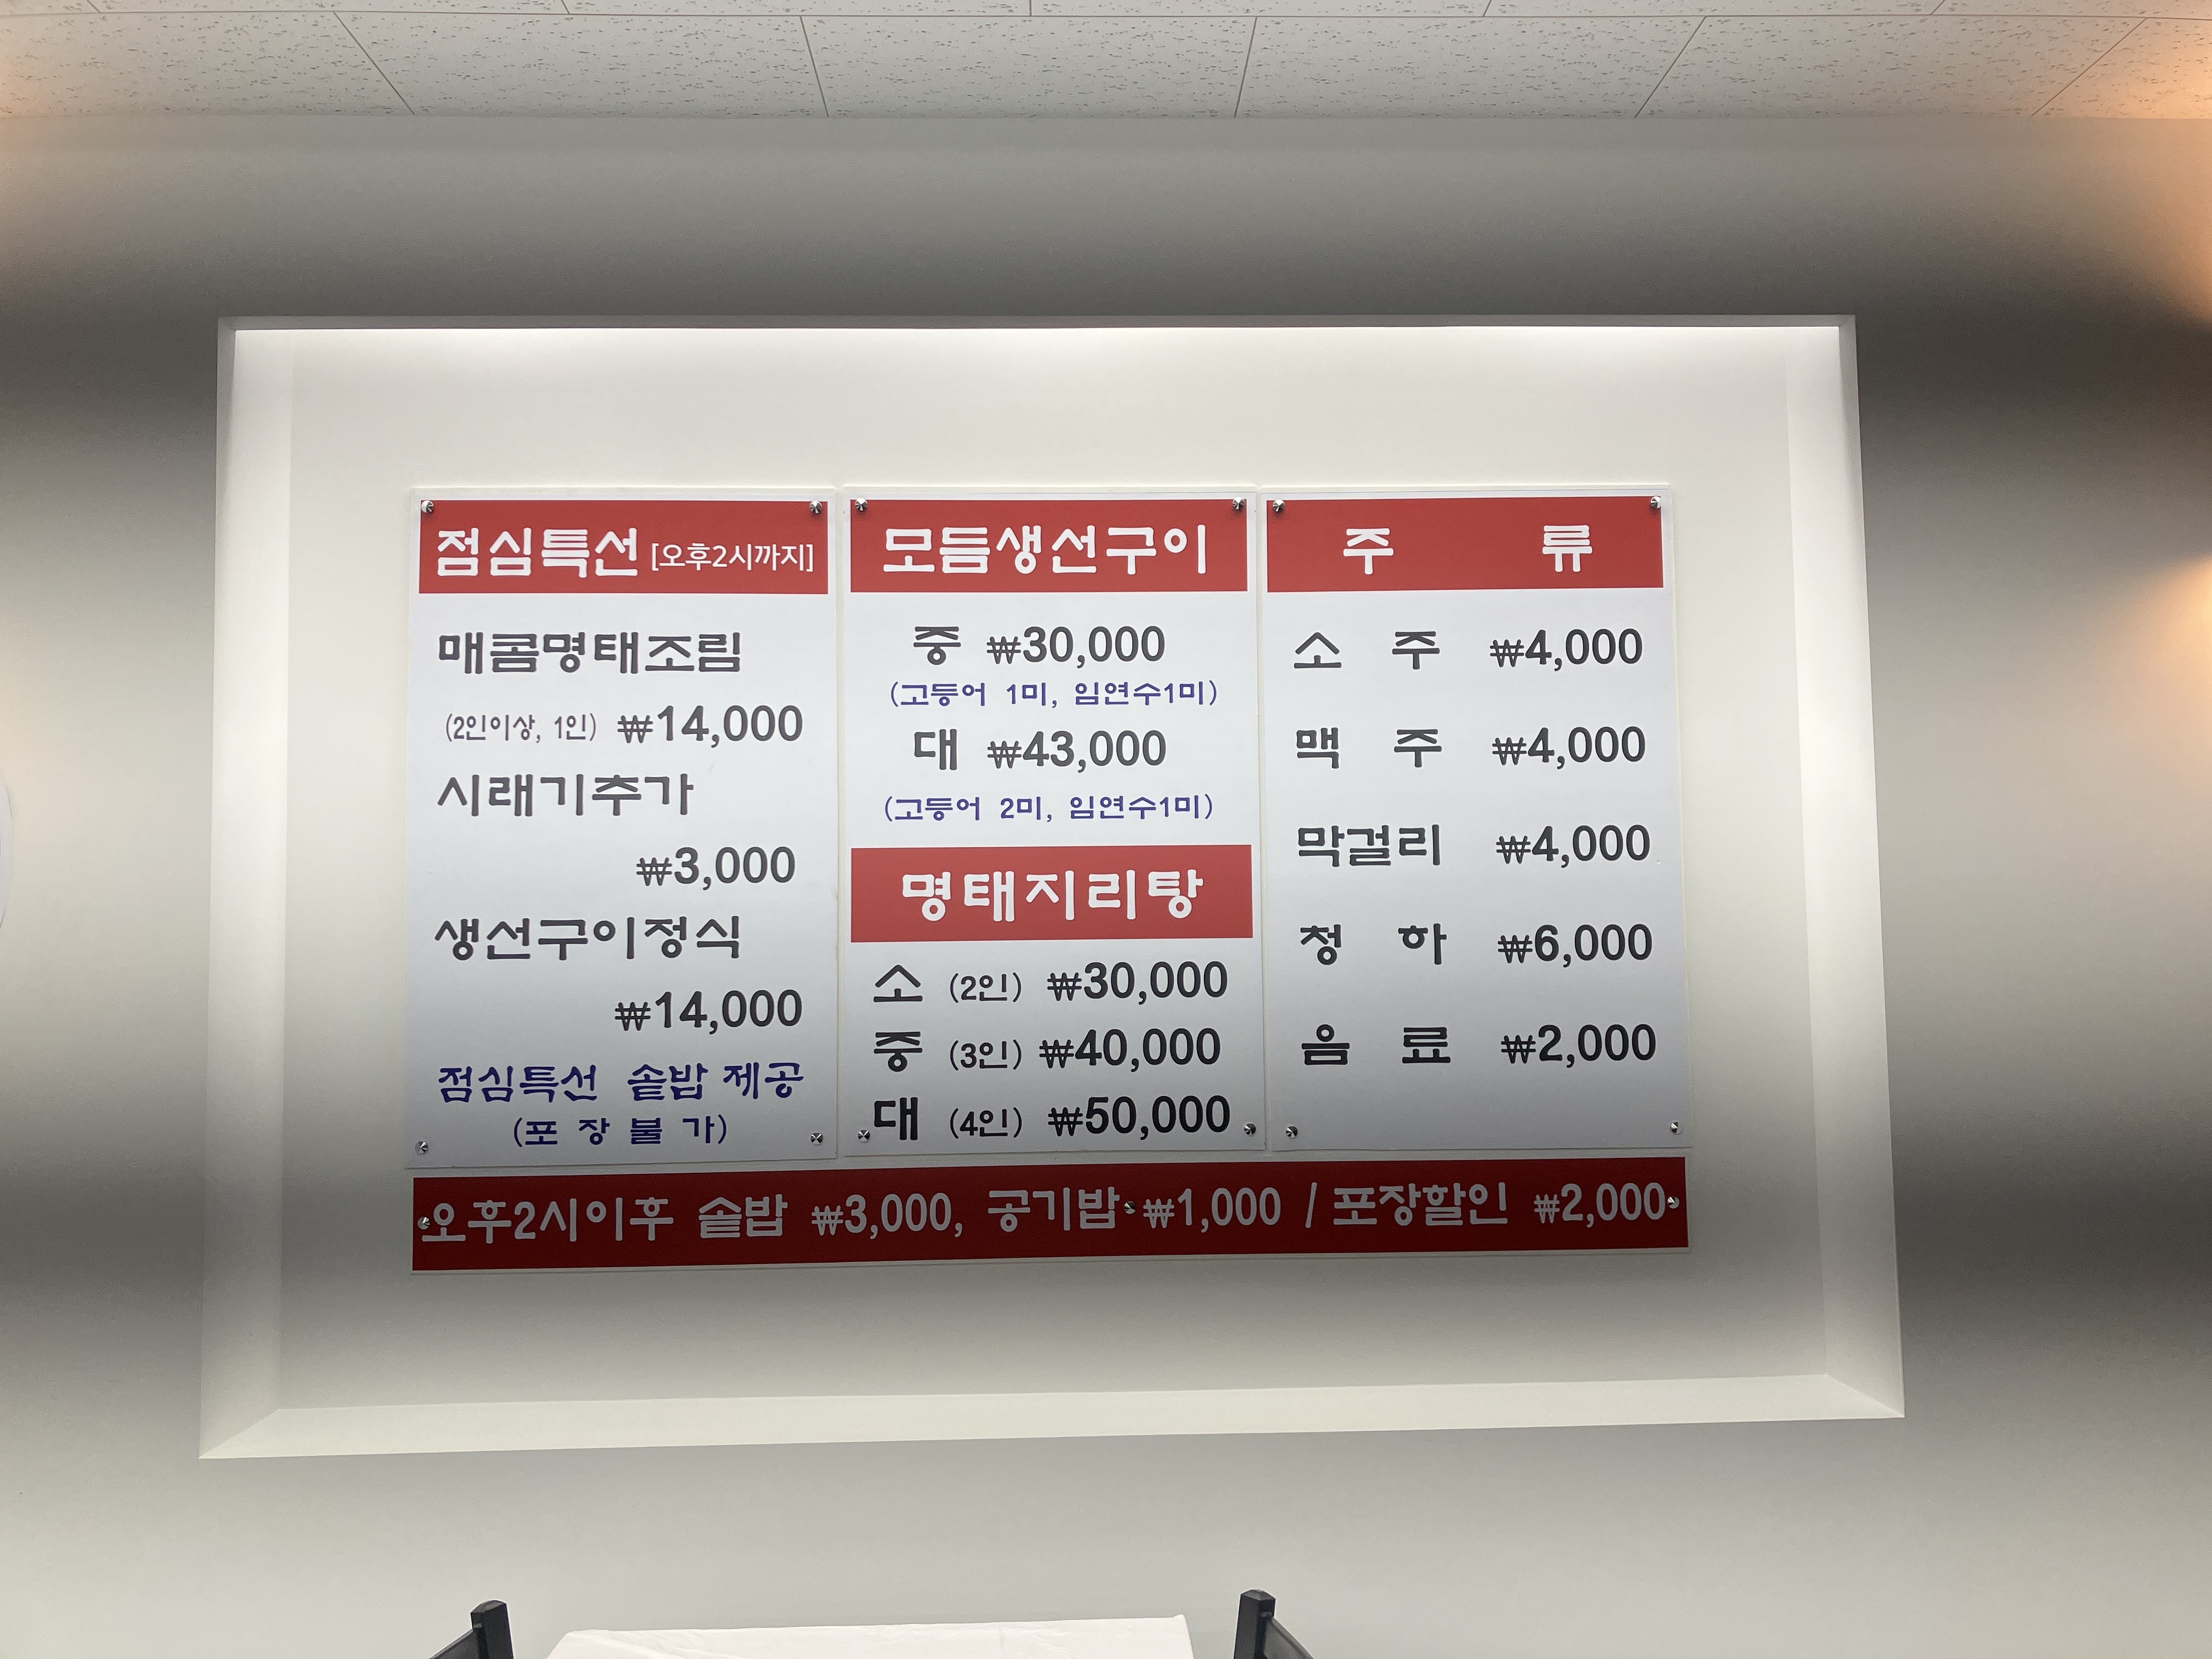 점심특선 [오후2시까지]
매콤명태조림
(2인이상, 1인) ₩14,000
시래기추가
₩3,000
생선구이정식
₩14,000
점심특선 솥밥 제공
(포 장 불 가)
모듬생선구이
중 ₩30,000
(고등어 1미, 임연수1미)
대 ₩43,000
(고등어 2미, 임연수1미)
명태지리탕
소 (2인) ₩30,000
중 (3인) ₩40,000
대 (4인) ₩50,000
주 류
소 주 ₩4,000
맥 주 ₩4,000
막걸리 ₩4,000
청 하 ₩6,000
음 료 ₩2,000
오후2시이후 솥밥 ₩3,000, 공기밥 ₩1,000 / 포장할인 ₩2,000